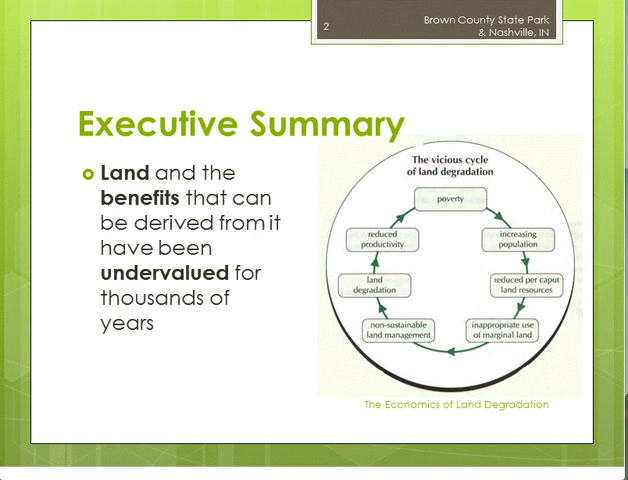 2
Brown County State Park
& Nashville, IN
Executive Summary
Land and the
benefits that can
be derived from it
have been
undervalued for
thousands of
years
The vicious cycle
of land degradation
poverty
increasing
population
reduced per caput
land resources
inappropriate use
of marginal land
non-sustainable
land management
land
degradation
reduced
productivity
The Economics of Land Degradation